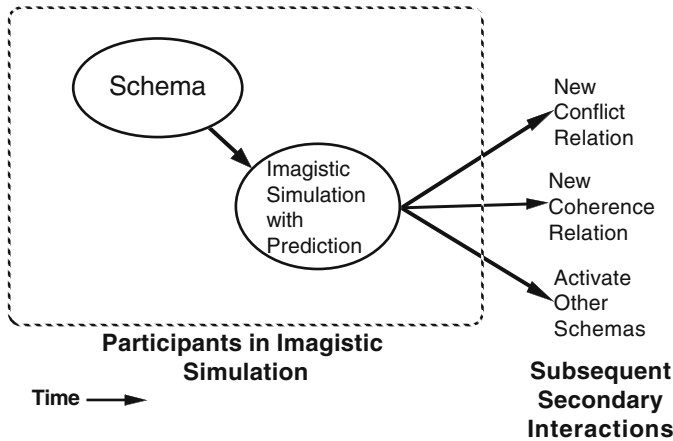 Schema
Imagistic
Simulation
with
Prediction
New
Conflict
Relation
New
Coherence
Relation
Activate
Other
Schemas
Participants in Imagistic
Simulation
Subsequent
Secondary
Interactions
Time